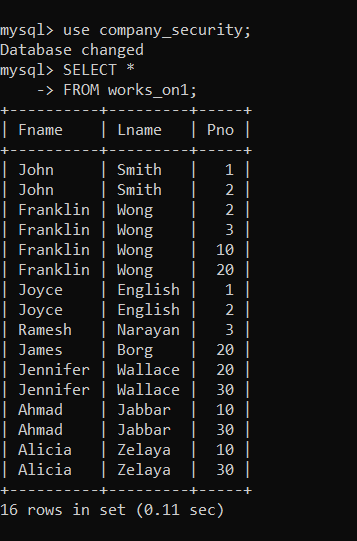 mysql> use company_security;
Database changed
mysql> SELECT *
    -> FROM works_on1;
+----------+---------+-----+
| Fname    | Lname   | Pno |
+----------+---------+-----+
| John     | Smith   |   1 |
| John     | Smith   |   2 |
| Franklin | Wong    |   2 |
| Franklin | Wong    |   3 |
| Franklin | Wong    |  10 |
| Franklin | Wong    |  20 |
| Joyce    | English |   1 |
| Joyce    | English |   2 |
| Ramesh   | Narayan |   3 |
| James    | Borg    |  20 |
| Jennifer | Wallace |  20 |
| Jennifer | Wallace |  30 |
| Ahmad    | Jabbar  |  10 |
| Ahmad    | Jabbar  |  30 |
| Alicia   | Zelaya  |  10 |
| Alicia   | Zelaya  |  30 |
+----------+---------+-----+
16 rows in set (0.11 sec)